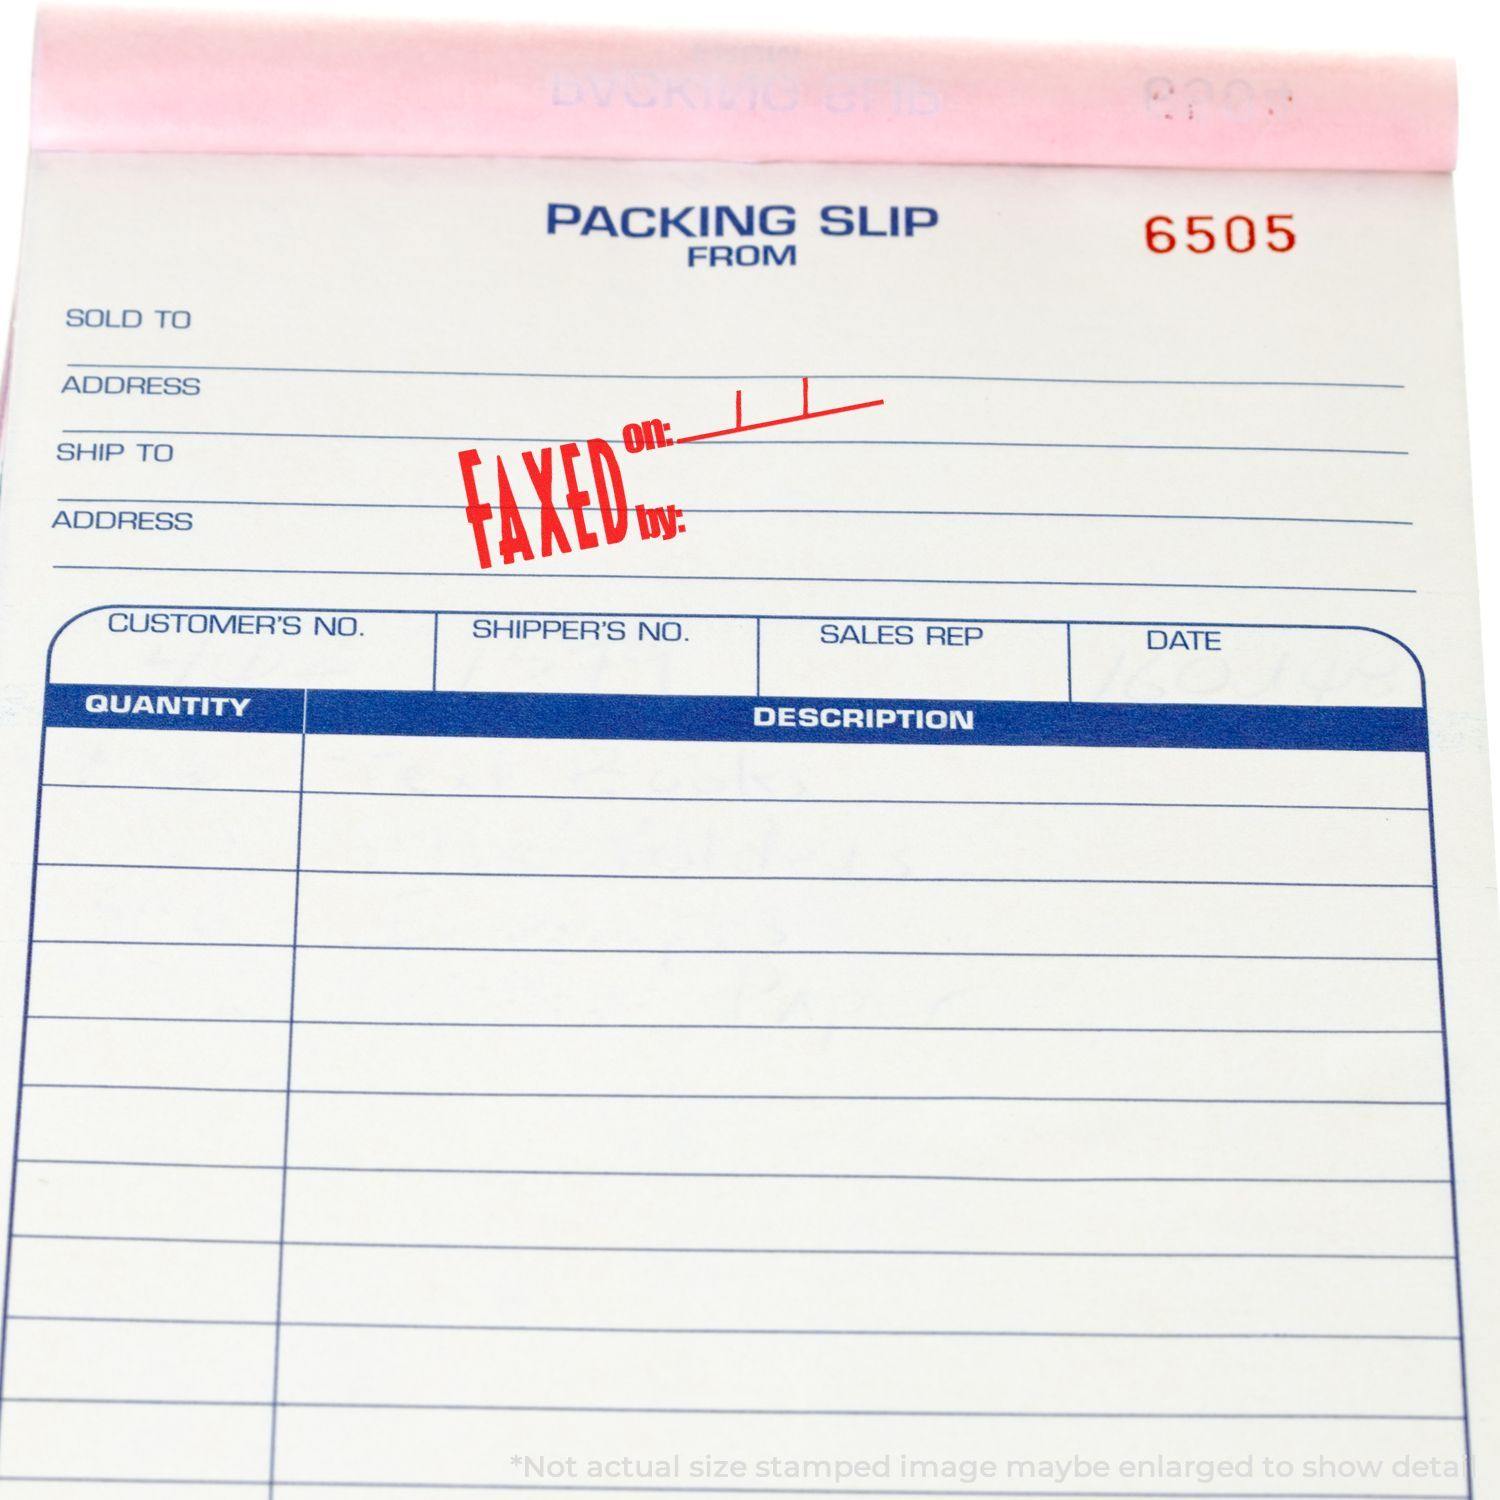 PACKING SLIP
FROM
6505
SOLD TO
ADDRESS
SHIP TO
ADDRESS
FAXED on:
by:
CUSTOMER'S NO. SHIPPER'S NO. SALES REP DATE
QUANTITY DESCRIPTION
*Not actual size stamped image maybe enlarged to show detail